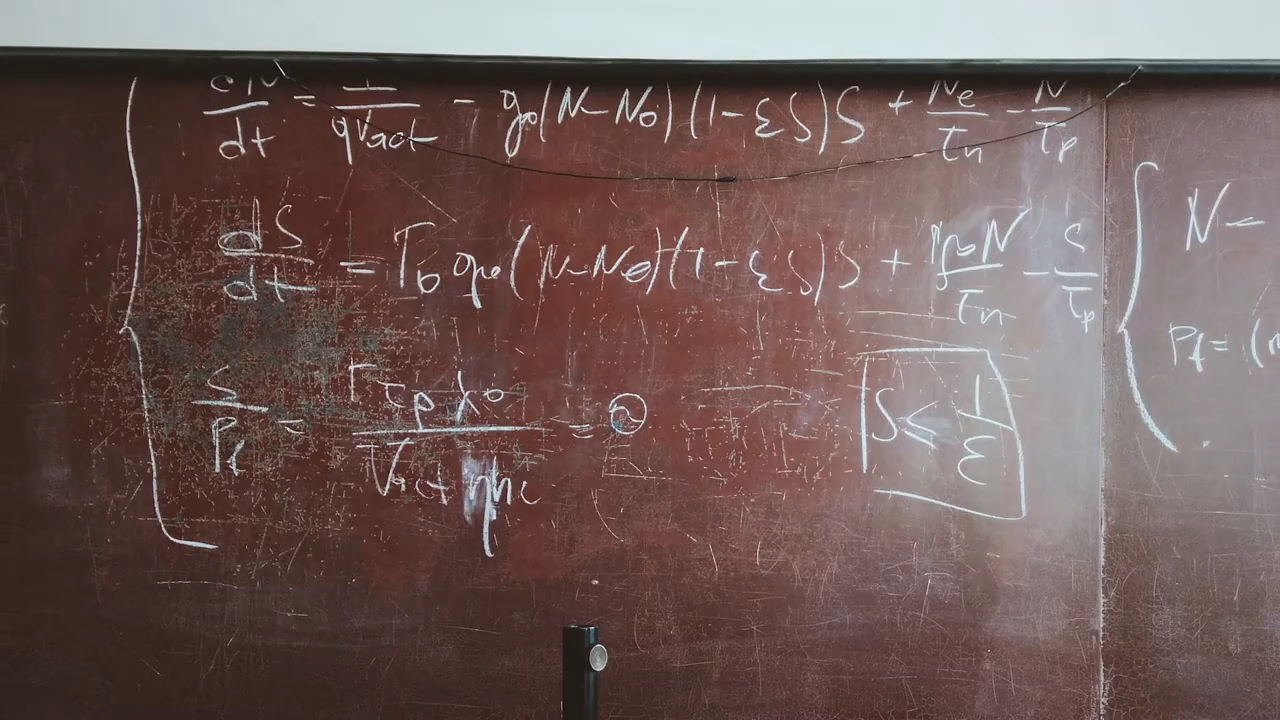 dN/dt = I/(qVact) - g₀(N-N₀)(1-εS)S + Ne/τn - N/τp
dS/dt = Γ₀g₀(N-N₀)(1-εS)S + Γβ₀N/τn - S/τp
S/Pf = Γτpλ₀/(Vact ηhc) = ϑ
S ≤ 1/ε
N =
Pf = (m